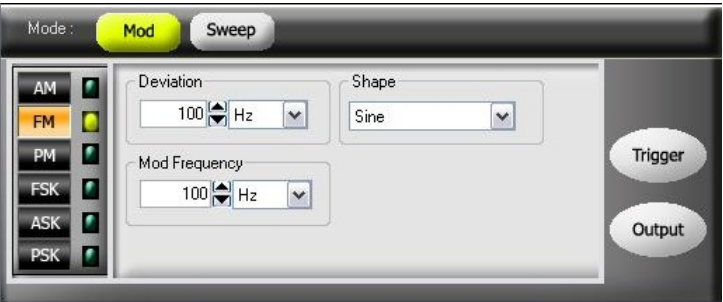 Mode : Mod Sweep
AM
FM
PM
FSK
ASK
PSK
Deviation
100 Hz
Shape
Sine
Mod Frequency
100 Hz
Trigger
Output